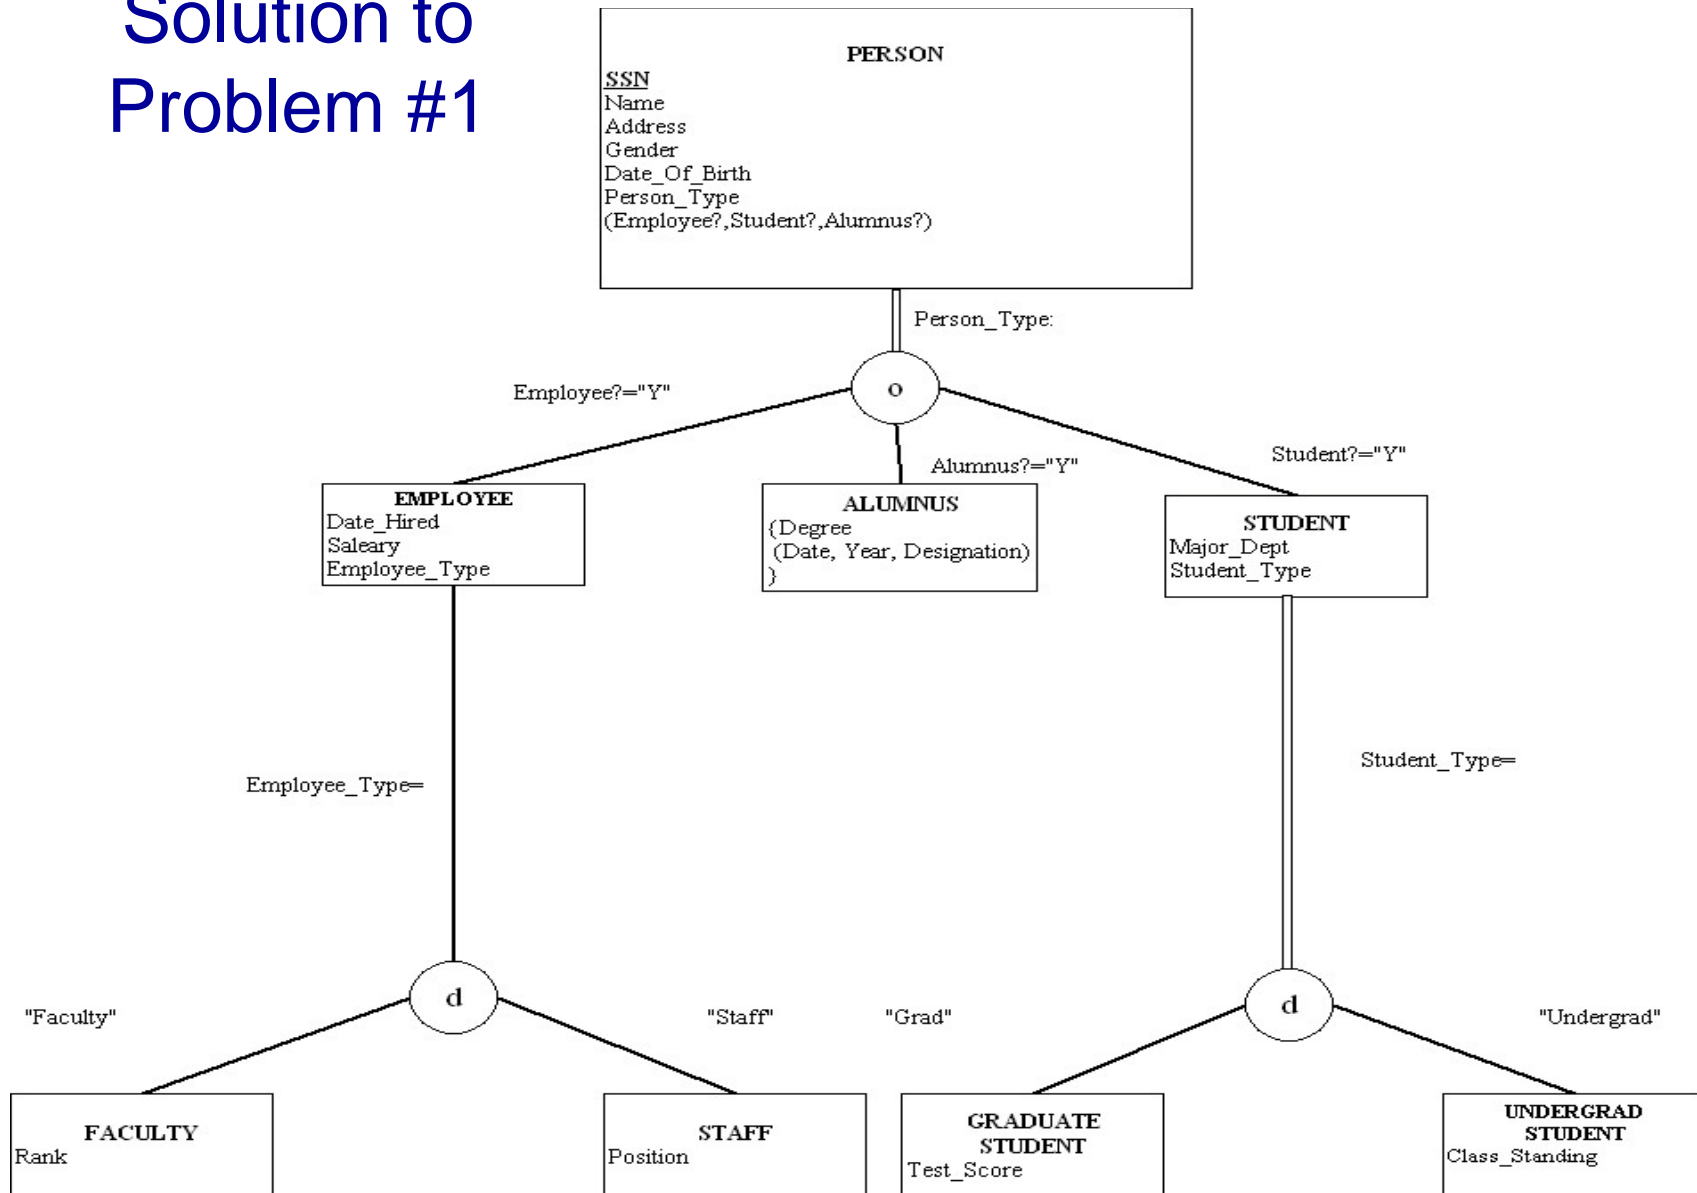 Solution to
Problem #1
PERSON
SSN
Name
Address
Gender
Date_Of_Birth
Person_Type
(Employee?,Student?,Alumnus?)
Person_Type:
o
Employee?="Y"
Alumnus?="Y"
Student?="Y"
EMPLOYEE
Date_Hired
Saleary
Employee_Type
ALUMNUS
{Degree
(Date, Year, Designation)
}
STUDENT
Major_Dept
Student_Type
Employee_Type=
Student_Type=
d
d
"Faculty"
"Staff"
"Grad"
"Undergrad"
FACULTY
Rank
STAFF
Position
GRADUATE
STUDENT
Test_Score
UNDERGRAD
STUDENT
Class_Standing